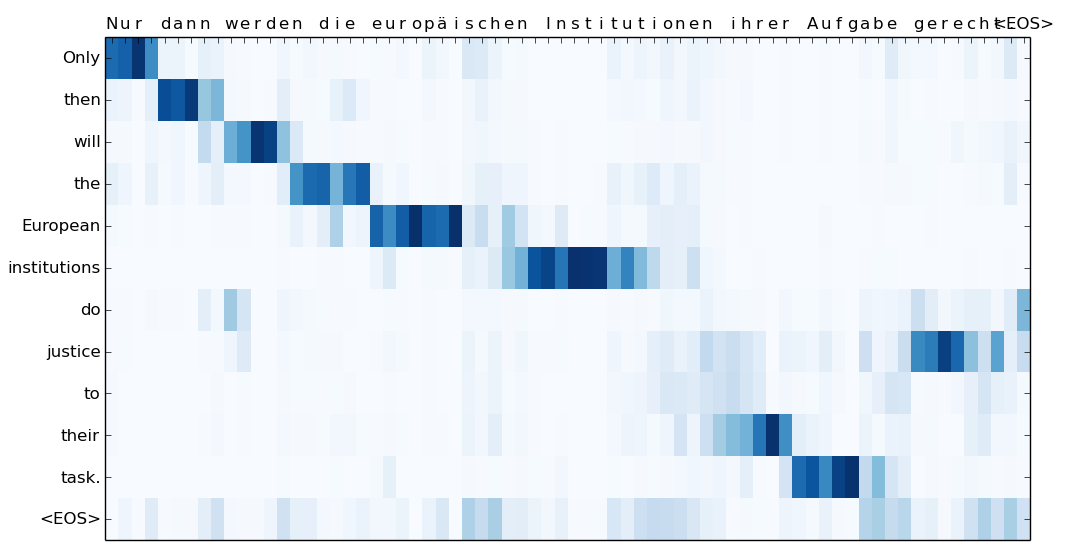 Nur dann werden die europäischen Institutionen ihrer Aufgabe gerecht<EOS>
Only
then
will
the
European
institutions
do
justice
to
their
task.
<EOS>